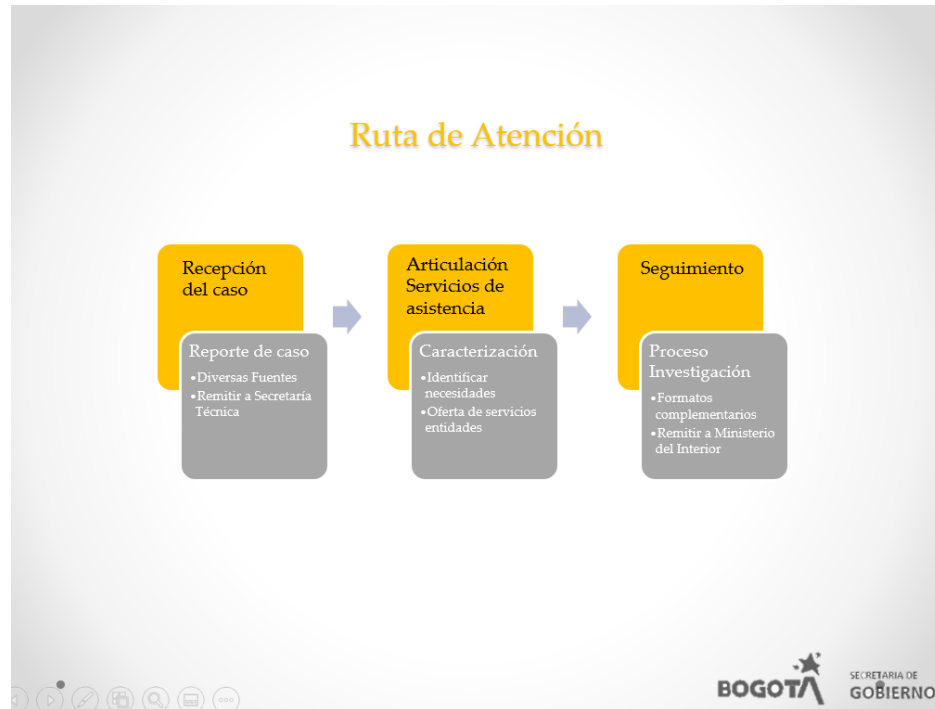 Ruta de Atención
Recepción
del caso
Reporte de caso
•Diversas Fuentes
•Remitir a Secretaría
Técnica
Articulación
Servicios de
asistencia
Caracterización
•Identificar
necesidades
•Oferta de servicios
entidades
Seguimiento
Proceso
Investigación
•Formatos
complementarios
•Remitir a Ministerio
del Interior
BOGOTÁ
SECRETARIA DE
GOBIERNO